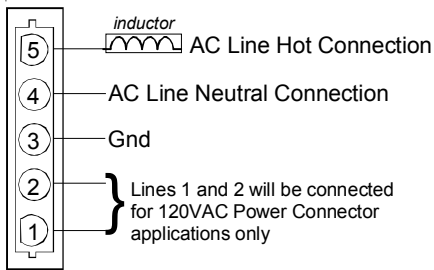 inductor
5 AC Line Hot Connection
4 AC Line Neutral Connection
3 Gnd
2
1
Lines 1 and 2 will be connected
for 120VAC Power Connector
applications only